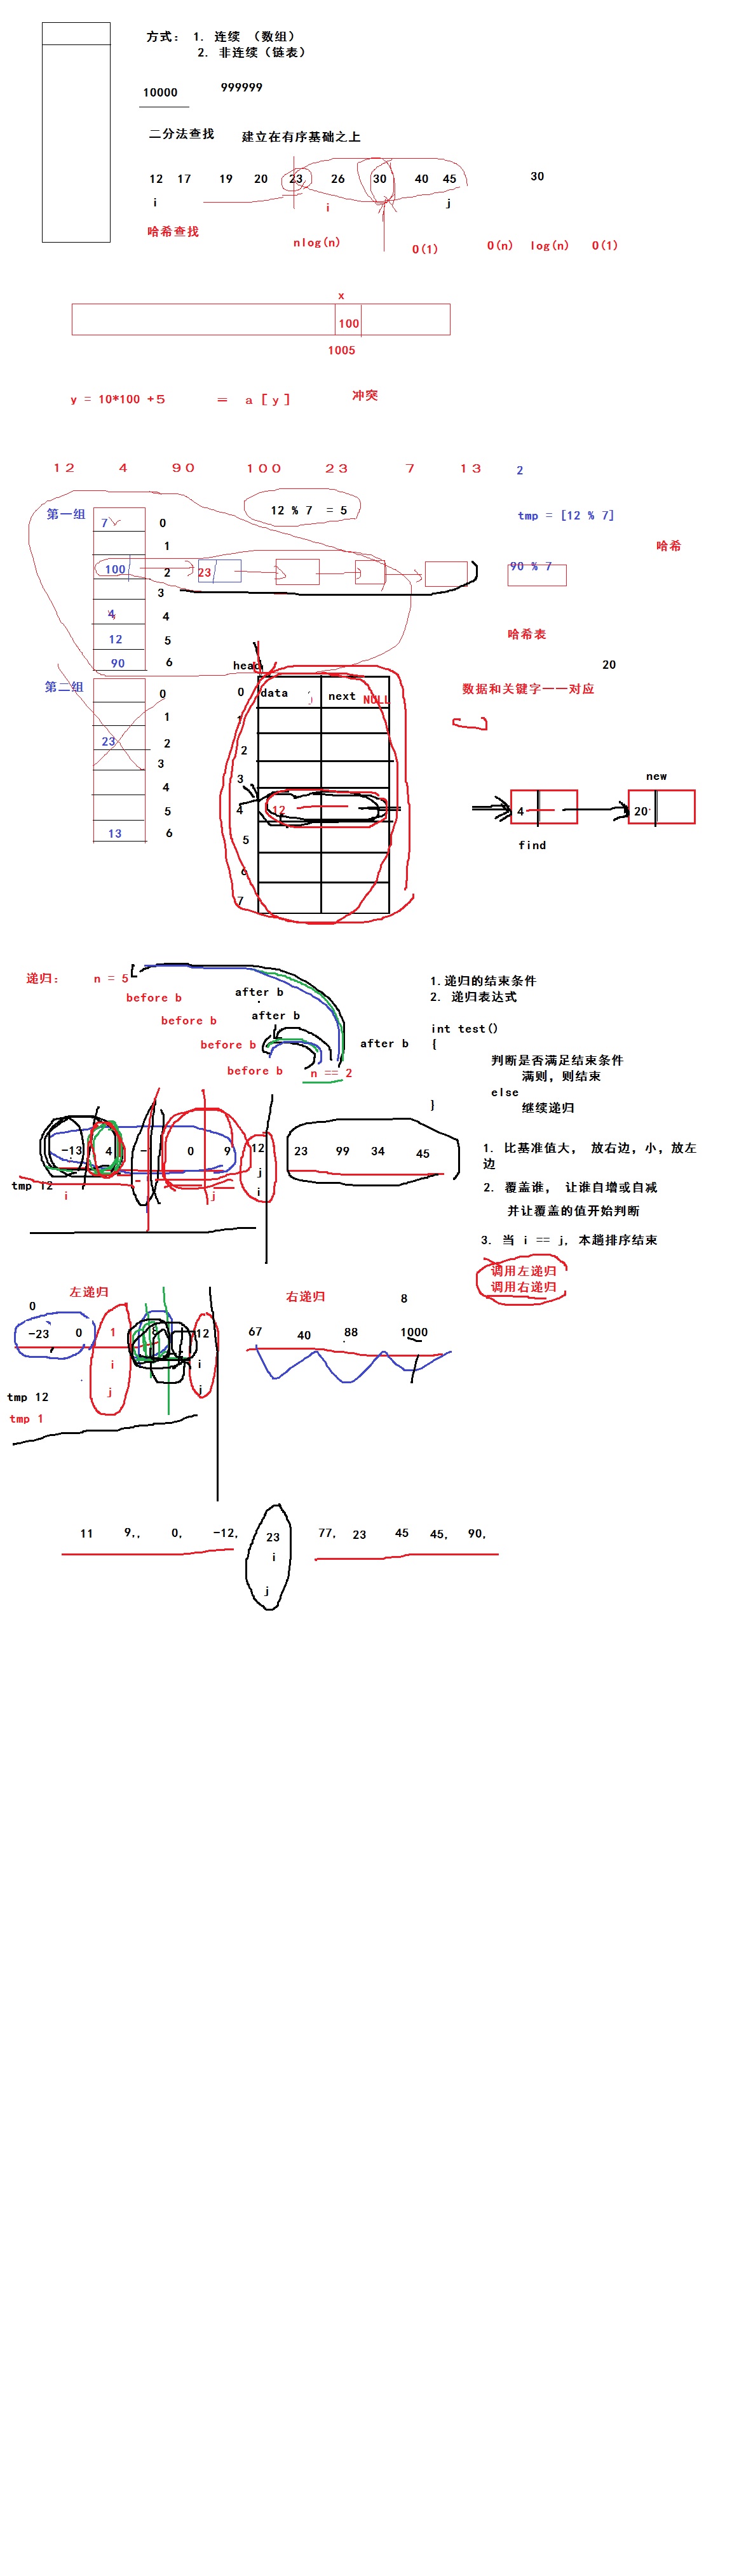 方式： 1. 连续 （数组）
2. 非连续（链表）
10000 999999
二分法查找 建立在有序基础之上
12 17 19 20 23 26 30 40 45 30
i i j
哈希查找 nlog(n) O(1) O(n) log(n) O(1)
x
100
1005
y = 10*100 +5 = a [ y ] 冲突
12 4 90 100 23 7 13 2
第一组 7 0 12 % 7 = 5 tmp = [12 % 7]
1 哈希
100 2 23 90 % 7
3
4 4
12 5 哈希表
90 6 head 20
第二组 0 0 data next NULL 数据和关键字一一对应
1 1
23 2 2
3 3 new
4 4 12 4 20
5 5 find
13 6 6
7
递归： n = 5 1.递归的结束条件
before b after b 2. 递归表达式
before b after b int test()
before b after b {
before b n == 2 判断是否满足结束条件
满则，则结束
else
} 继续递归
-13 4 - 0 9 12 23 99 34 45 1. 比基准值大， 放右边，小，放左
边
j
tmp 12 i j i 2. 覆盖谁， 让谁自增或自减
并让覆盖的值开始判断
3. 当 i == j, 本趟排序结束
调用左递归
调用右递归
左递归 右递归 8
0
-23 0 1 8 12 67 40 88 1000
i i
j j
tmp 12
tmp 1
11 9,, 0, -12, 23 77, 23 45 45, 90,
i
j